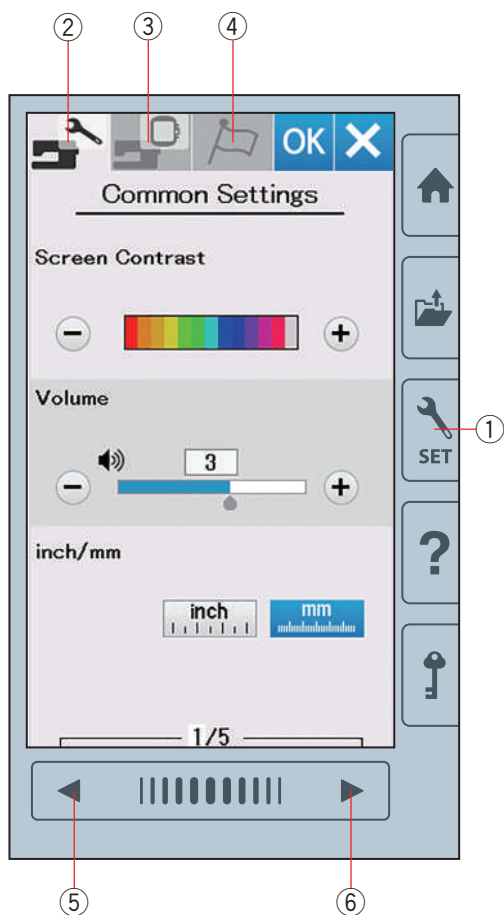 ② ③ ④
OK
Common Settings
Screen Contrast
− +
Volume
3
− +
①
SET
inch/mm
?
inch mm
1/5
⑤ ⑥